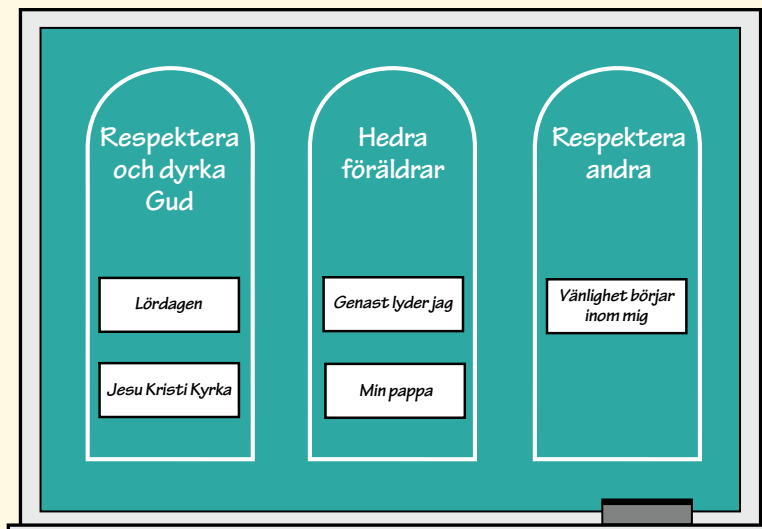 Respektera
och dyrka
Gud
Lördagen
Jesu Kristi Kyrka
Hedra
föräldrar
Genast lyder jag
Min pappa
Respektera
andra
Vänlighet börjar
inom mig